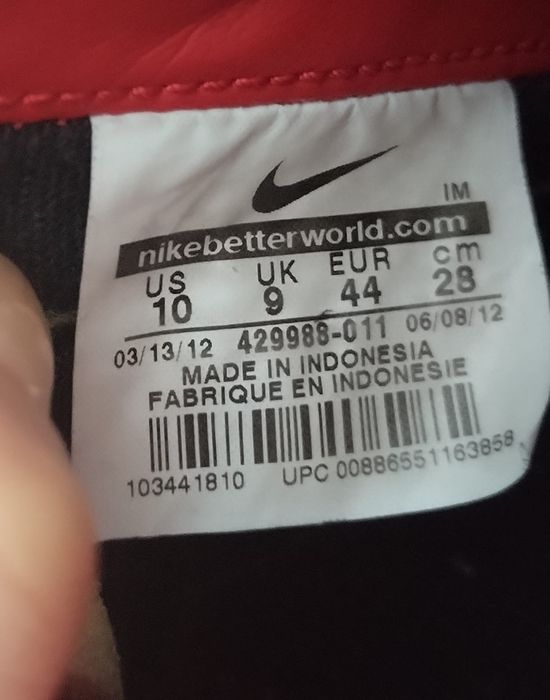 IM
nikebetterworld.com
US UK EUR cm
10 9 44 28
03/13/12 429988-011 06/08/12
MADE IN INDONESIA
FABRIQUE EN INDONESIE
103441810 UPC 00886551163858